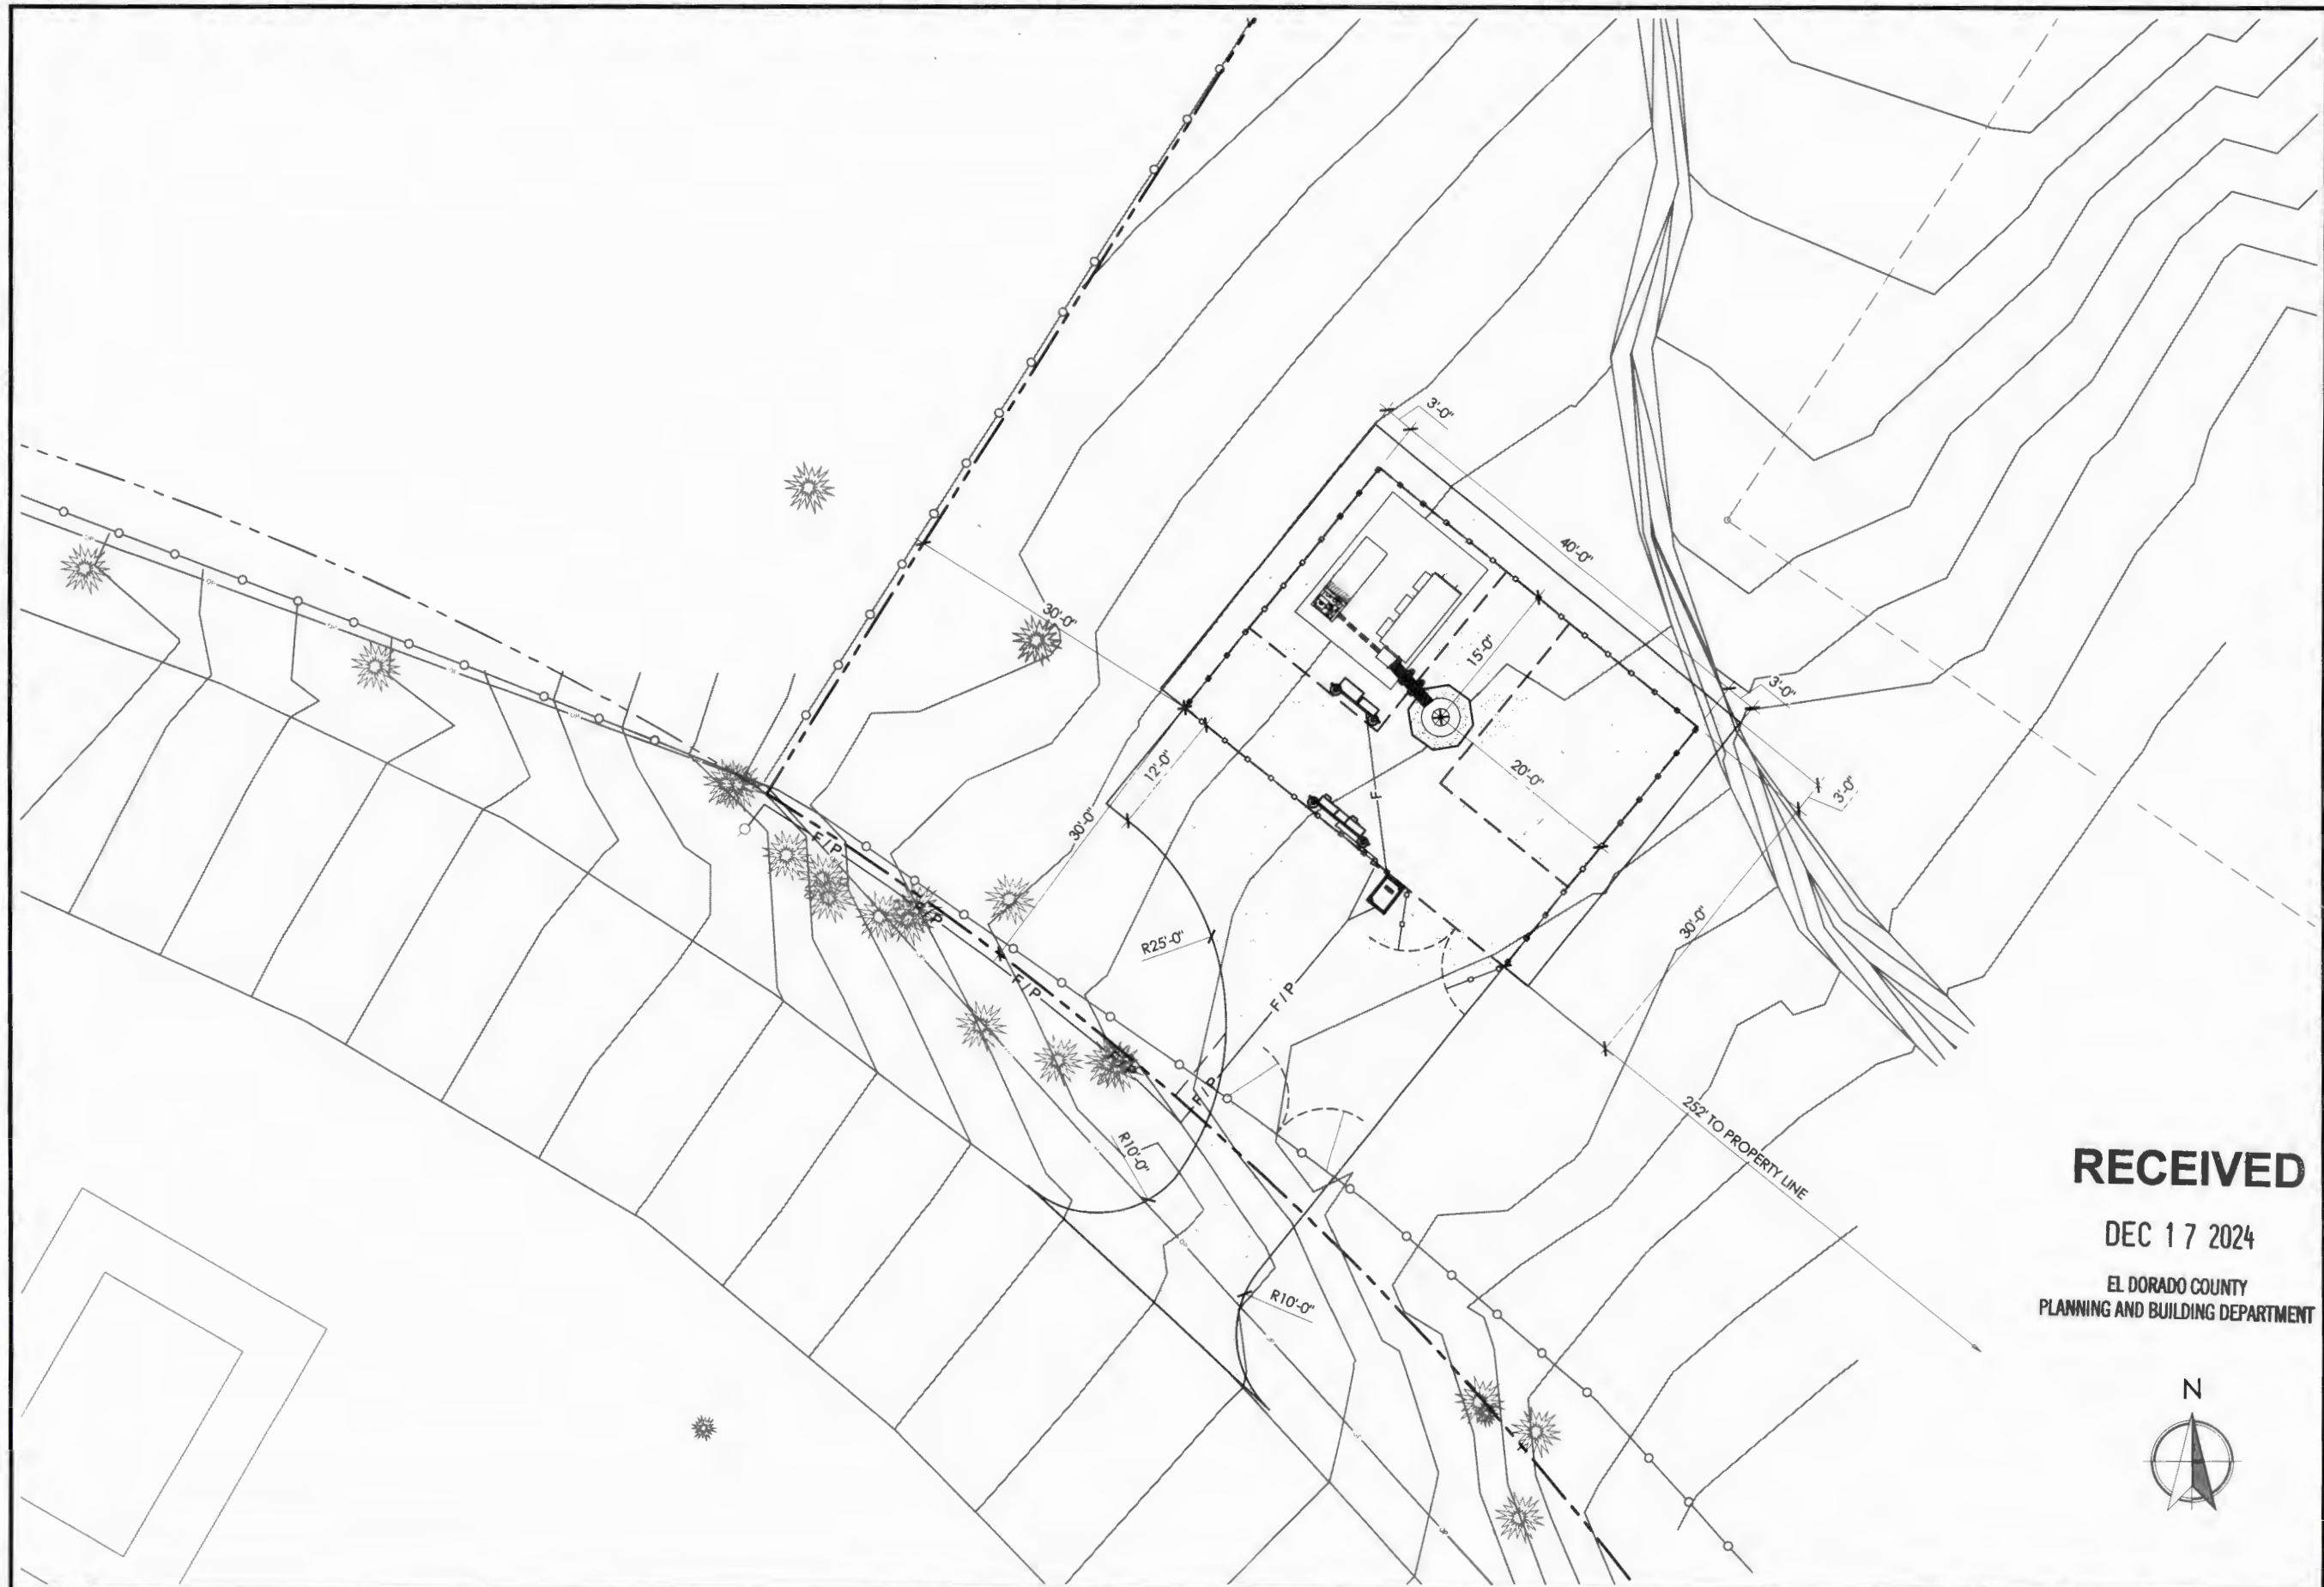 3'-0"
40'-0"
30'-0"
15'-0"
3'-0"
12'-0"
20'-0"
3'-0"
F
30'-0"
F/P
F/P
30'-0"
R25'-0"
F/P
F/P
F/P
R10'-0"
252' TO PROPERTY LINE
R10'-0"
RECEIVED
DEC 17 2024
EL DORADO COUNTY
PLANNING AND BUILDING DEPARTMENT
N